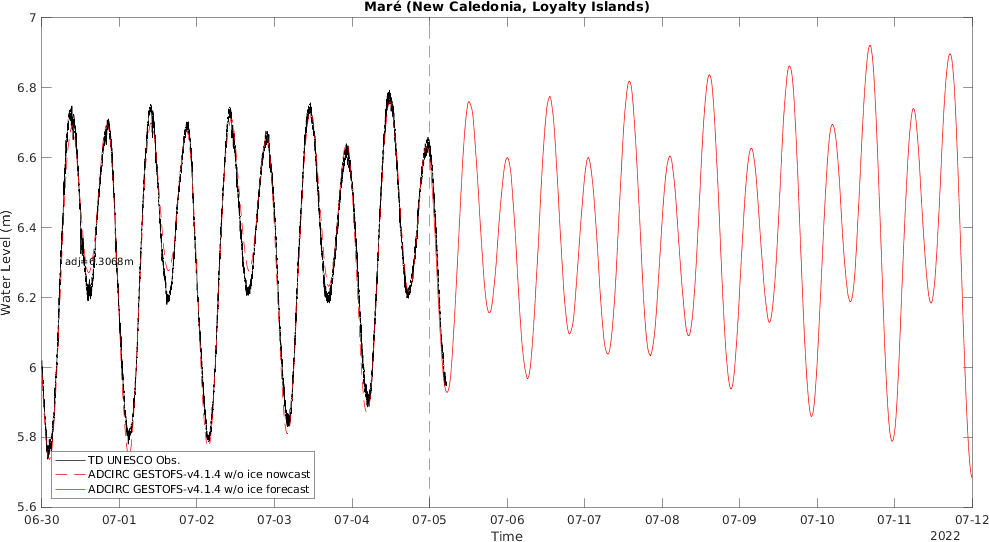 Maré (New Caledonia, Loyalty Islands)
7
6.8
6.6
6.4
6.2
6
5.8
5.6
Water Level (m)
adj=6.3068m
TD UNESCO Obs.
ADCIRC GESTOFS-v4.1.4 w/o ice nowcast
ADCIRC GESTOFS-v4.1.4 w/o ice forecast
06-30 07-01 07-02 07-03 07-04 07-05 07-06 07-07 07-08 07-09 07-10 07-11 07-12
Time
2022